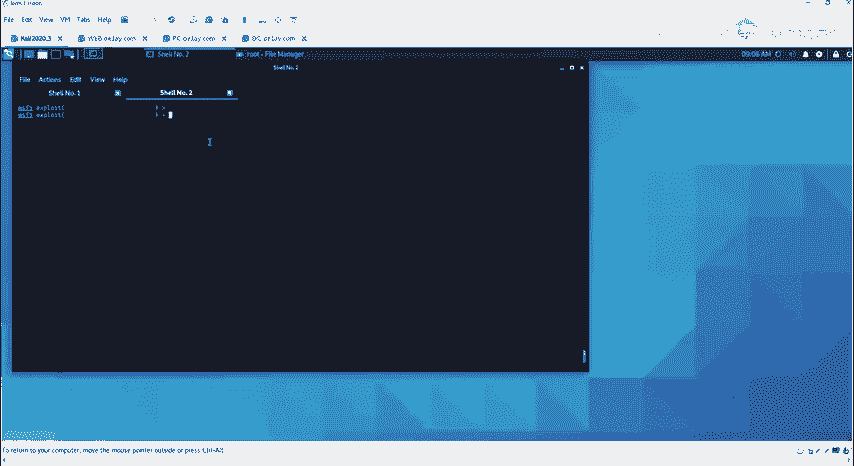 File Edit View VM Tabs Help
Kali2020.3 WEB delay com PC delay com DC delay com
Shell No. 2 root - File Manager 09:06 AM
Shell No. 2
File Actions Edit View Help
Shell No. 1 Shell No. 2
msf5 exploit( ) >
msf5 exploit( ) >
To return to your computer, move the mouse pointer outside or press Ctrl+Alt.